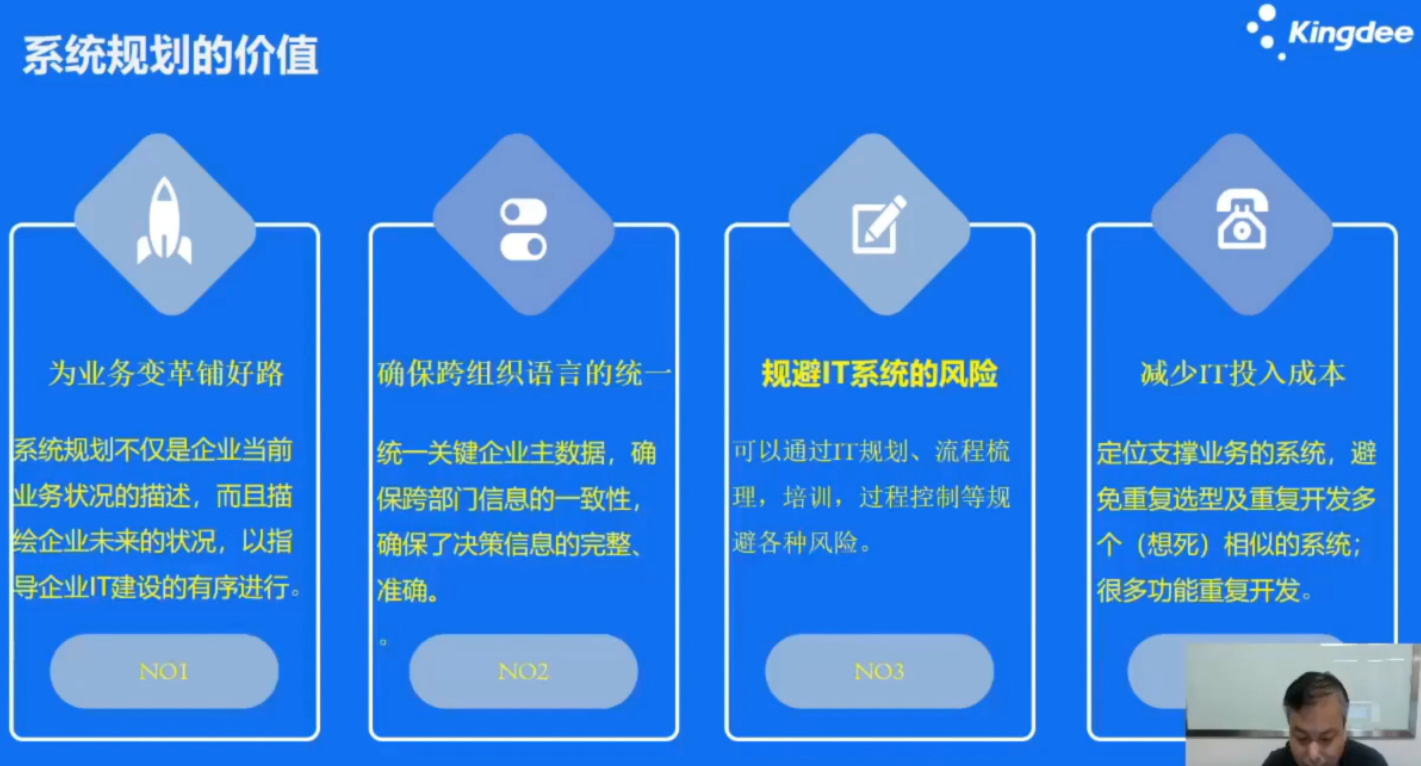 系统规划的价值
Kingdee
为业务变革铺好路
系统规划不仅是企业当前
业务状况的描述，而且描
绘企业未来的状况，以指
导企业IT建设的有序进行。
NO1
确保跨组织语言的统一
统一关键企业主数据，确
保跨部门信息的一致性，
确保了决策信息的完整、
准确。
。
NO2
规避IT系统的风险
可以通过IT规划、流程梳
理，培训，过程控制等规
避各种风险。
NO3
减少IT投入成本
定位支撑业务的系统，避
免重复选型及重复开发多
个（想死）相似的系统；
很多功能重复开发。